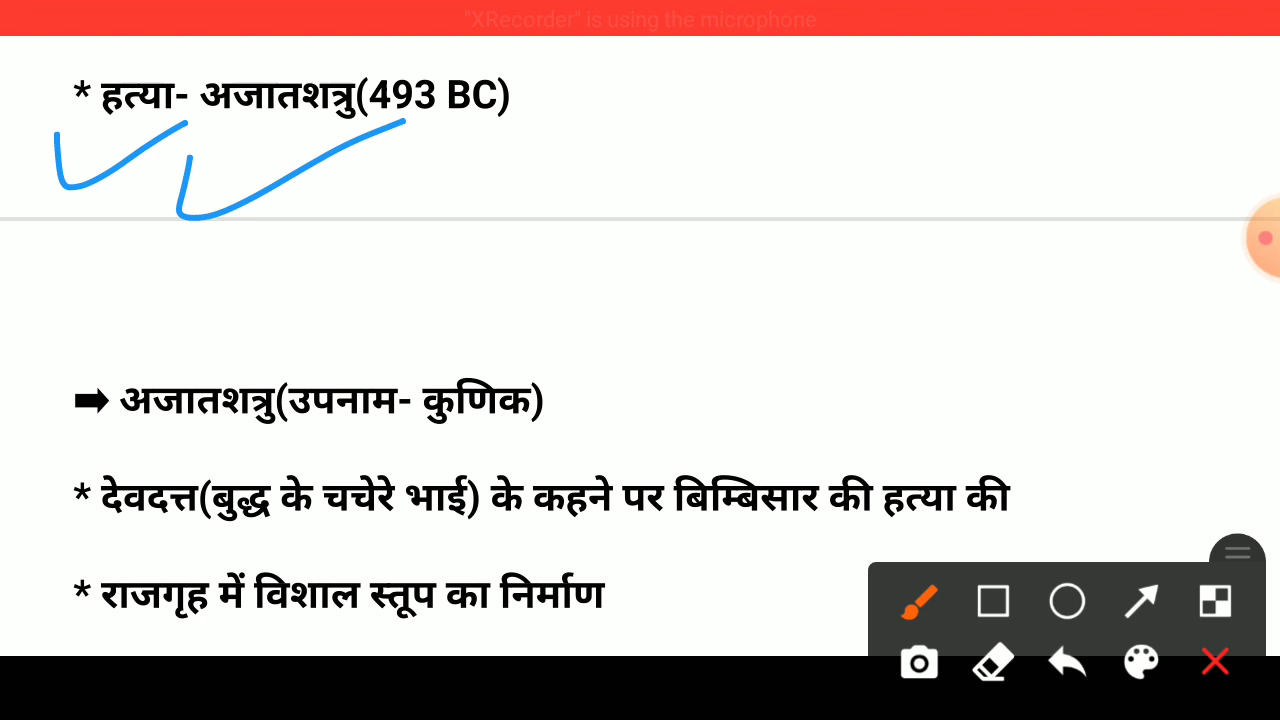 "XRecorder" is using the microphone
* हत्या- अजातशत्रु(493 BC)
➡ अजातशत्रु(उपनाम- कुणिक)
* देवदत्त(बुद्ध के चचेरे भाई) के कहने पर बिम्बिसार की हत्या की
* राजगृह में विशाल स्तूप का निर्माण